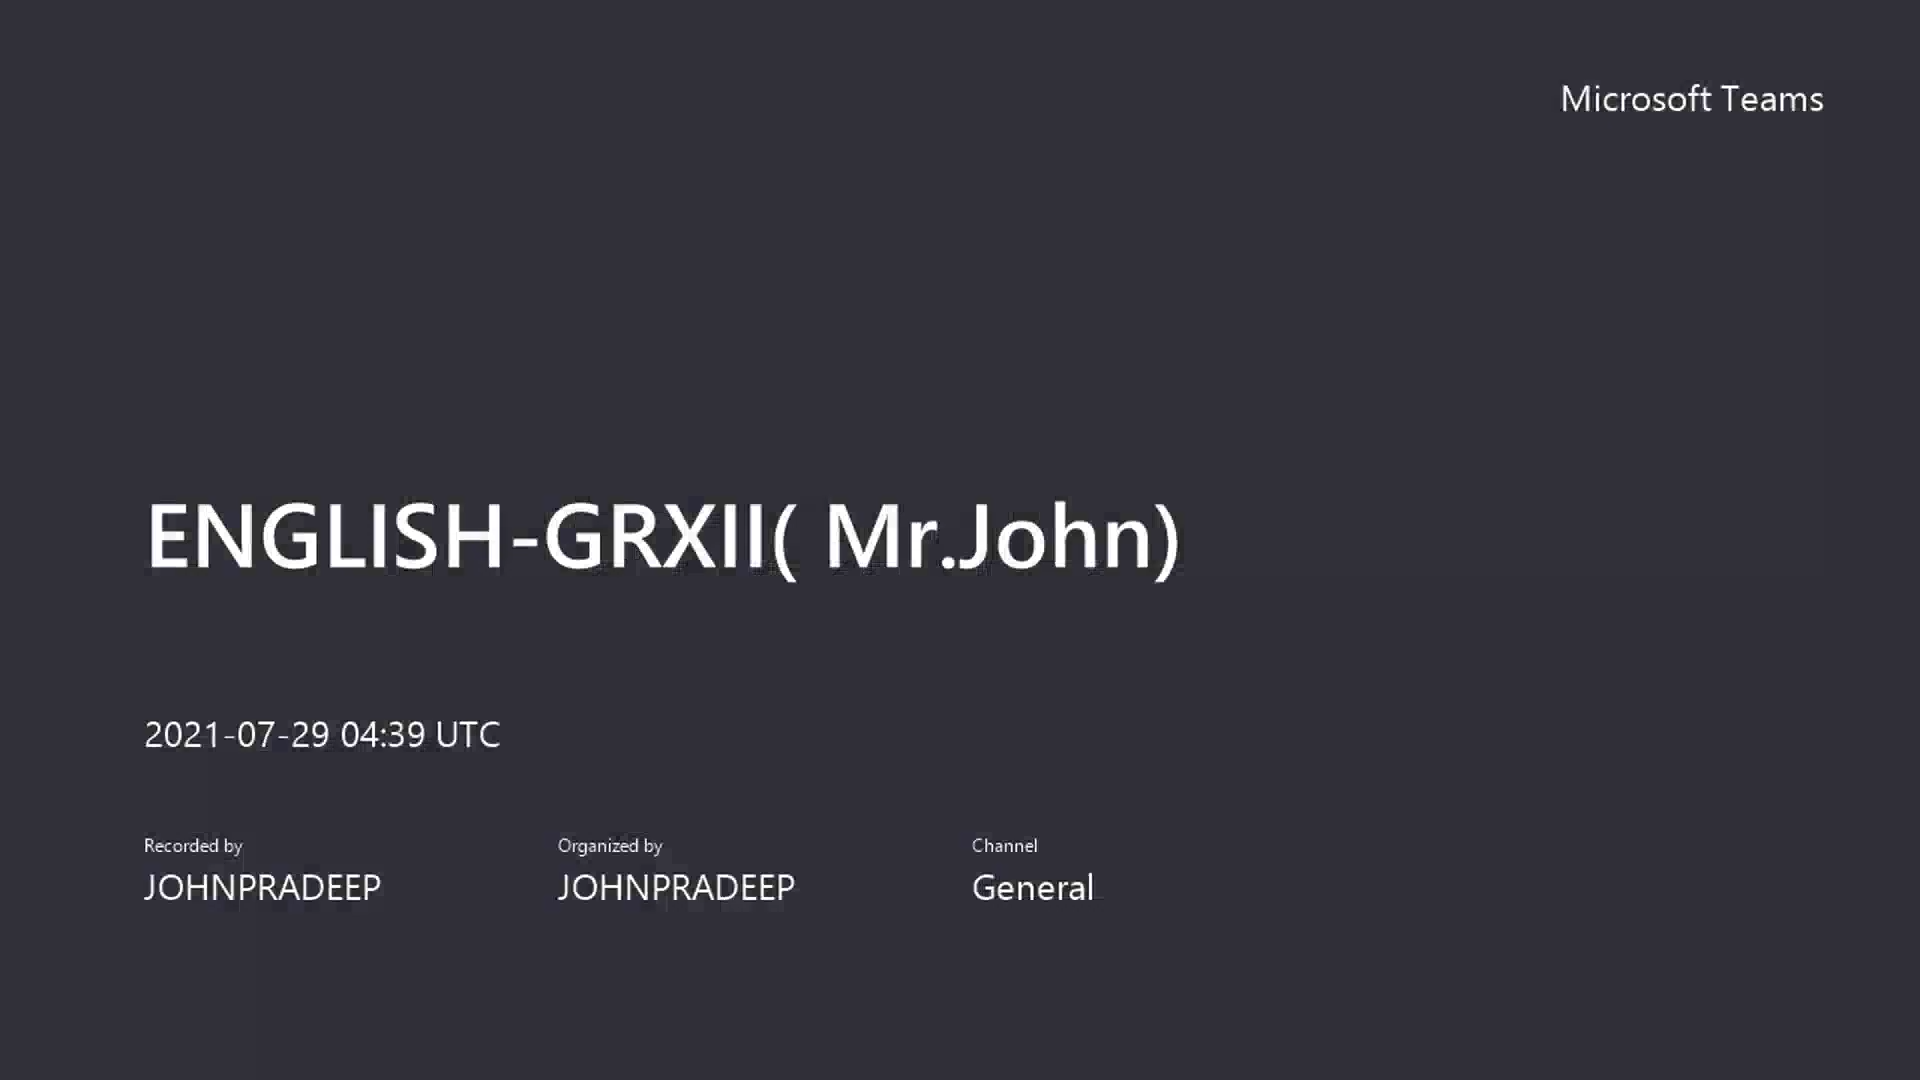 Microsoft Teams
ENGLISH-GRXII( Mr.John)
2021-07-29 04:39 UTC
Recorded by
JOHNPRADEEP
Organized by
JOHNPRADEEP
Channel
General